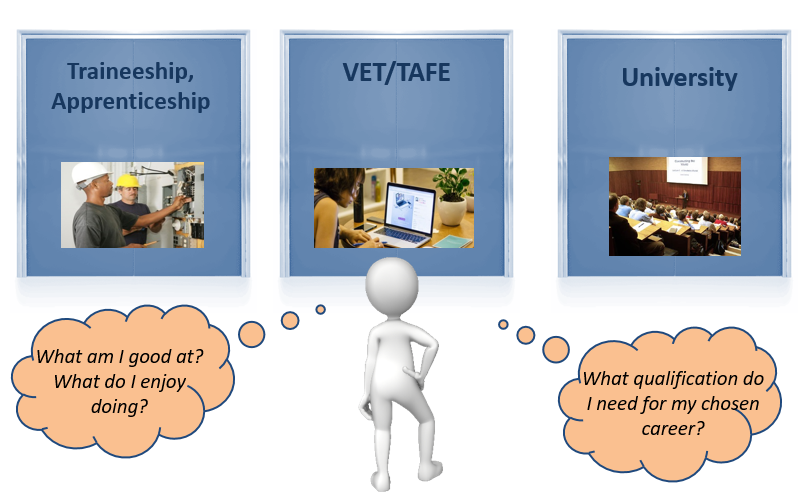 Traineeship,
Apprenticeship
VET/TAFE
University
What am I good at?
What do I enjoy
doing?
What qualification do
I need for my chosen
career?